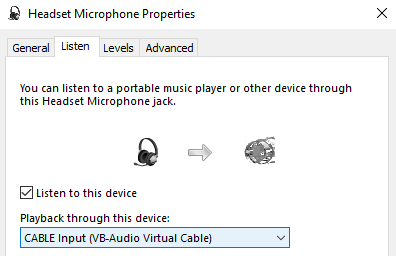 Headset Microphone Properties
General Listen Levels Advanced
You can listen to a portable music player or other device through
this Headset Microphone jack.
Listen to this device
Playback through this device:
CABLE Input (VB-Audio Virtual Cable)